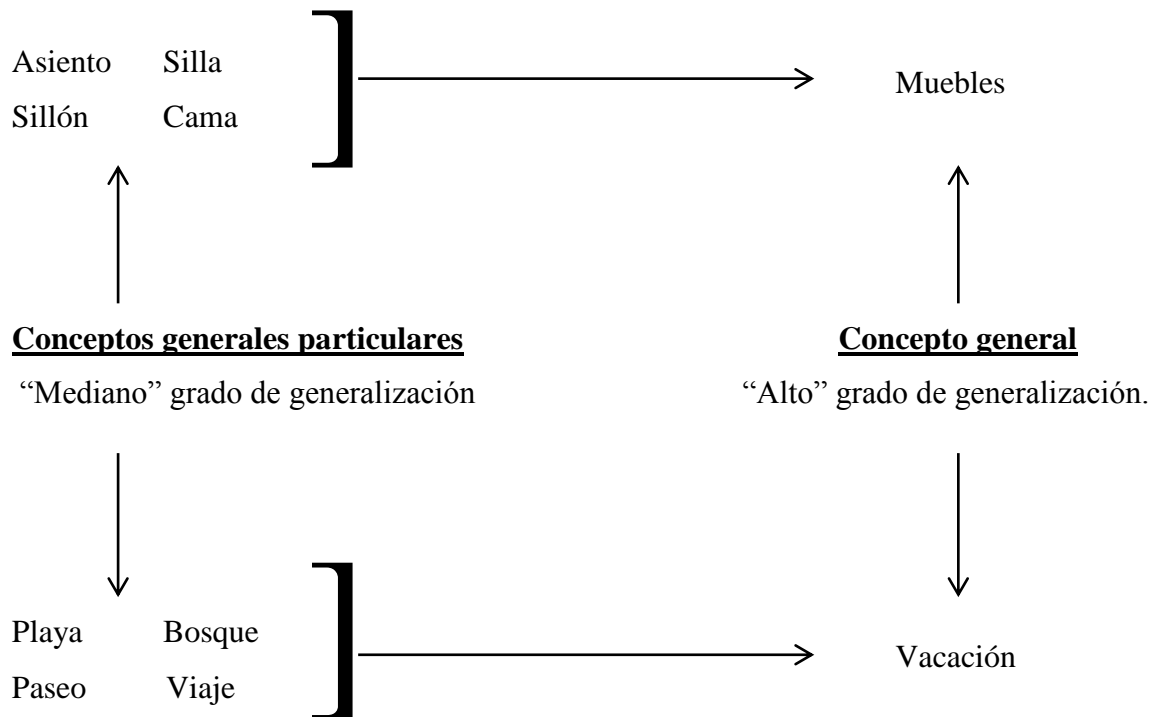 Asiento Silla
Sillón Cama
Muebles
Conceptos generales particulares
Concepto general
“Mediano” grado de generalización
“Alto” grado de generalización.
Playa Bosque
Paseo Viaje
Vacación